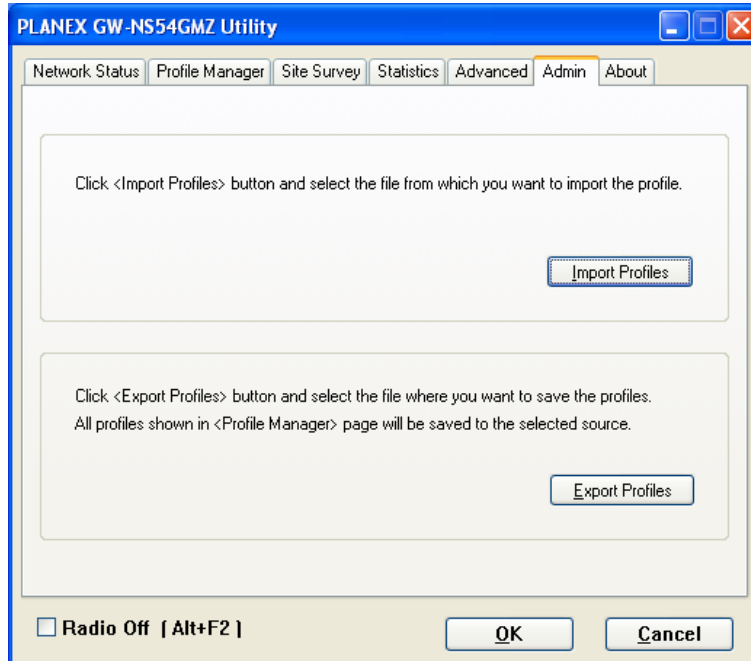 PLANEX GW-NS54GMZ Utility
Network Status Profile Manager Site Survey Statistics Advanced Admin About
Click <Import Profiles> button and select the file from which you want to import the profile.
Import Profiles
Click <Export Profiles> button and select the file where you want to save the profiles.
All profiles shown in <Profile Manager> page will be saved to the selected source.
Export Profiles
Radio Off ( Alt+F2 )
OK Cancel